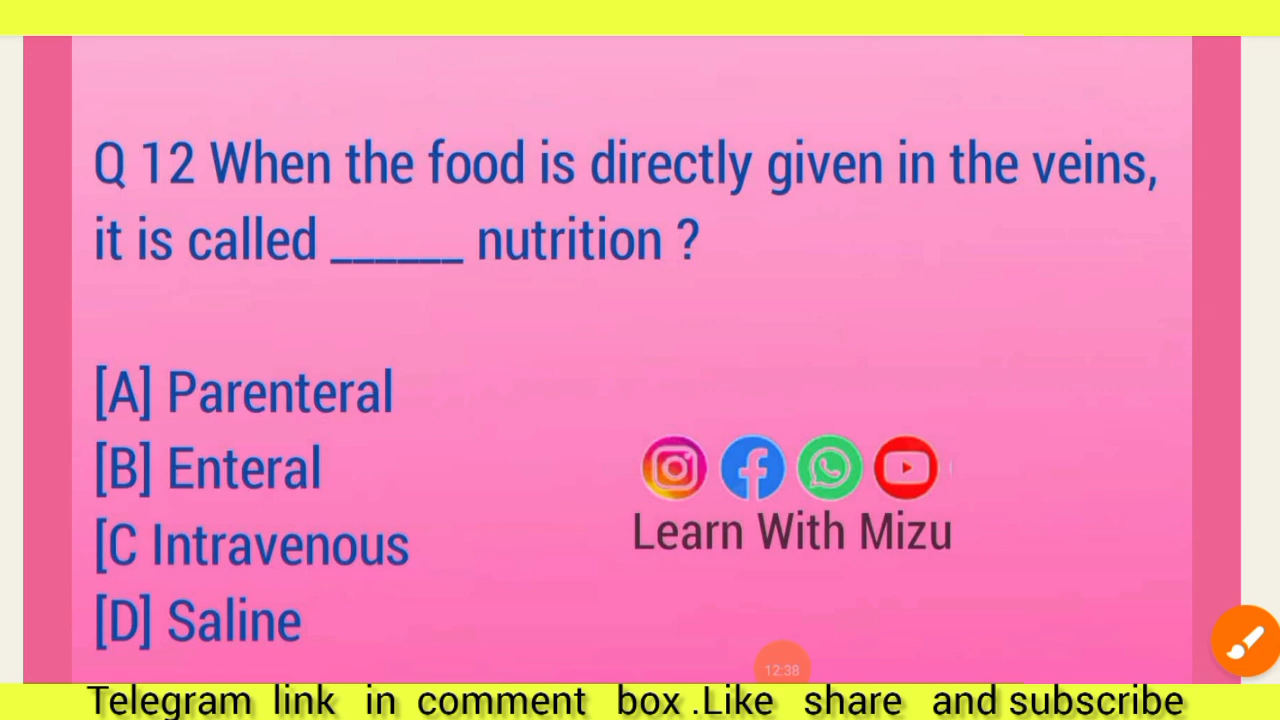 Q 12 When the food is directly given in the veins,
it is called ______ nutrition ?
[A] Parenteral
[B] Enteral
[C Intravenous
[D] Saline
Learn With Mizu
12:38
Telegram link in comment box .Like share and subscribe